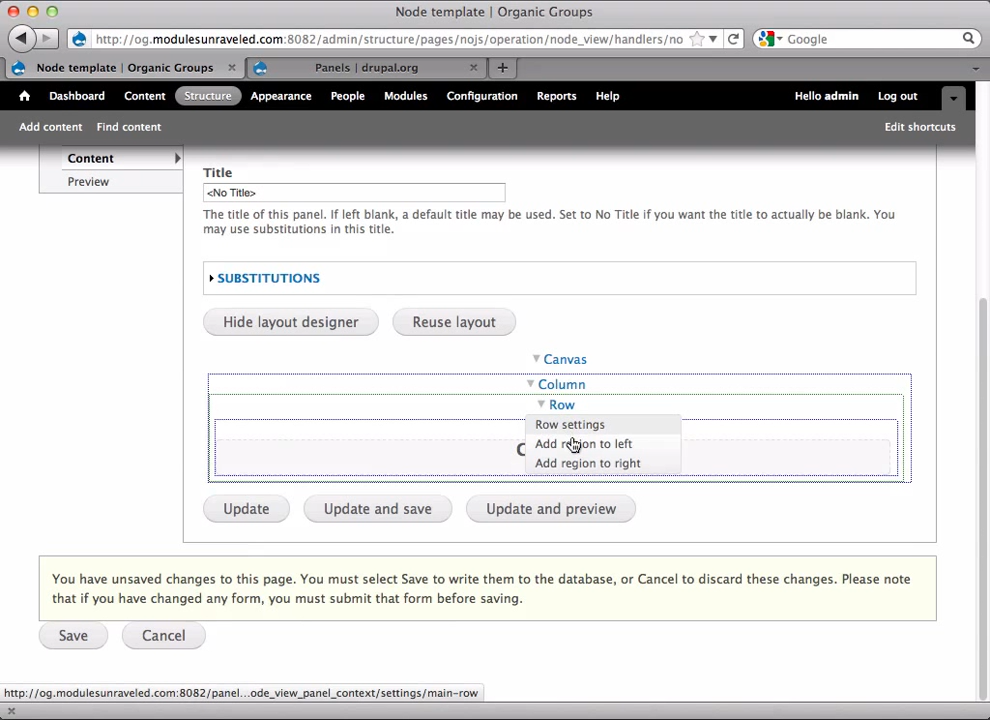 Node template | Organic Groups
http://og.modulesunraveled.com:8082/admin/structure/pages/nojs/operation/node_view/handlers/no
Google
Node template | Organic Groups
Panels | drupal.org
Dashboard Content Structure Appearance People Modules Configuration Reports Help Hello admin Log out
Add content Find content Edit shortcuts
Content
Preview
Title
<No Title>
The title of this panel. If left blank, a default title may be used. Set to No Title if you want the title to actually be blank. You
may use substitutions in this title.
SUBSTITUTIONS
Hide layout designer Reuse layout
Canvas
Column
Row
Row settings
Add region to left
Add region to right
Update Update and save Update and preview
You have unsaved changes to this page. You must select Save to write them to the database, or Cancel to discard these changes. Please note
that if you have changed any form, you must submit that form before saving.
Save Cancel
http://og.modulesunraveled.com:8082/panel...ode_view_panel_context/settings/main-row